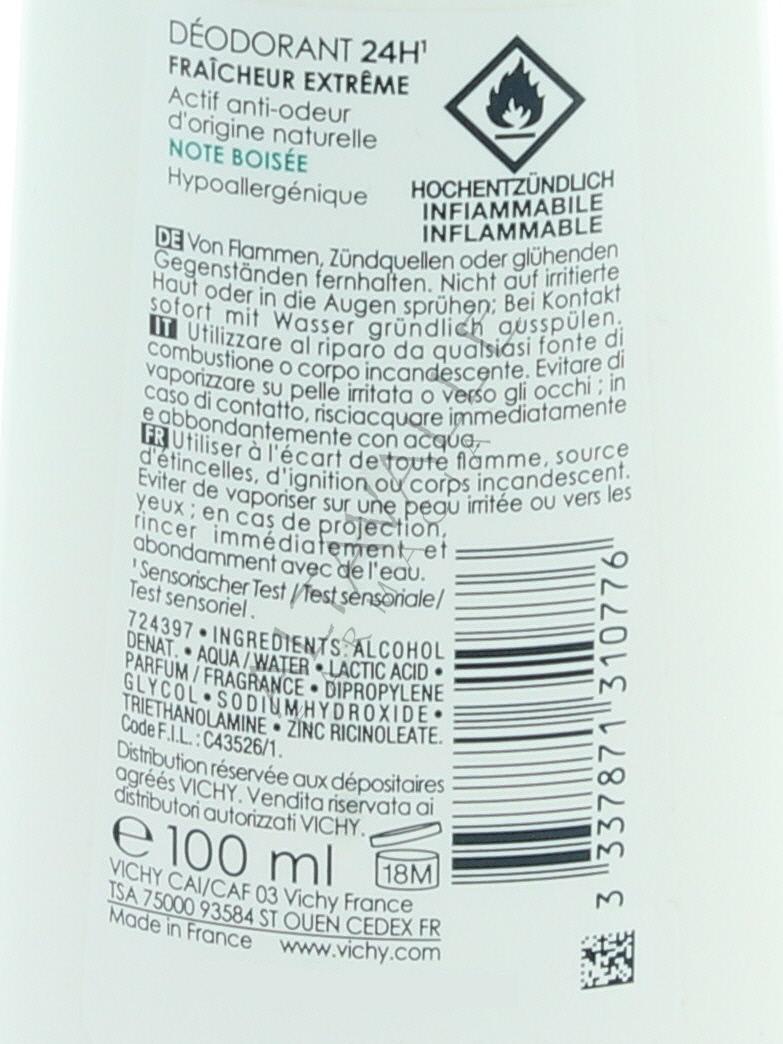 DÉODORANT 24H¹
FRAÎCHEUR EXTRÊME
Actif anti-odeur
d'origine naturelle
NOTE BOISÉE
Hypoallergénique
HOCHENTZÜNDLICH
INFIAMMABILE
INFLAMMABLE
DE Von Flammen, Zündquellen oder glühenden
Gegenständen fernhalten. Nicht auf irritierte
Haut oder in die Augen sprühen; Bei Kontakt
sofort mit Wasser gründlich ausspülen.
IT Utilizzare al riparo da qualsiasi fonte di
combustione o corpo incandescente. Evitare di
vaporizzare su pelle irritata o verso gli occhi ; in
caso di contatto, risciacquare immediatamente
e abbondantemente con acqua,
FR Utiliser à l'écart de toute flamme, source
d'étincelles, d'ignition ou corps incandescent.
Eviter de vaporiser sur une peau irritée ou vers les
yeux ; en cas de projection,
rincer immédiatement et
abondamment avec de l'eau.
¹Sensorischer Test / Test sensoriale/
Test sensoriel.
724397 • INGREDIENTS: ALCOHOL
DENAT. • AQUA / WATER • LACTIC ACID •
PARFUM / FRAGRANCE • DIPROPYLENE
GLYCOL • SODIUM HYDROXIDE •
TRIETHANOLAMINE • ZINC RICINOLEATE.
Code F.I.L. : C43526/1.
Distribution réservée aux dépositaires
agréés VICHY. Vendita riservata ai
distributori autorizzati VICHY.
e 100 ml
18M
VICHY CAI/CAF 03 Vichy France
TSA 75000 93584 ST OUEN CEDEX FR
Made in France www.vichy.com
3 337871 310776